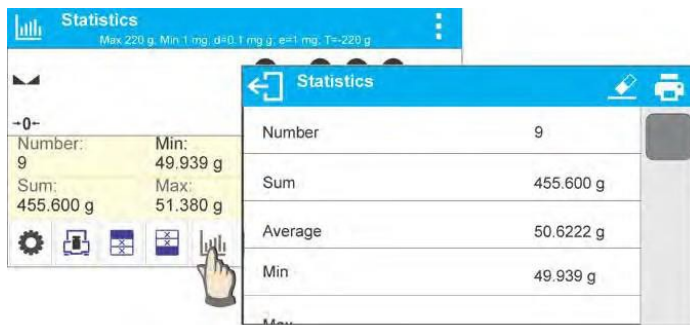 Statistics
Max 220 g; Min 1 mg; d=0.1 mg g; e=1 mg; T=-220 g
→0←
Number: Min:
9 49.939 g
Sum: Max:
455.600 g 51.380 g
Statistics
Number 9
Sum 455.600 g
Average 50.6222 g
Min 49.939 g